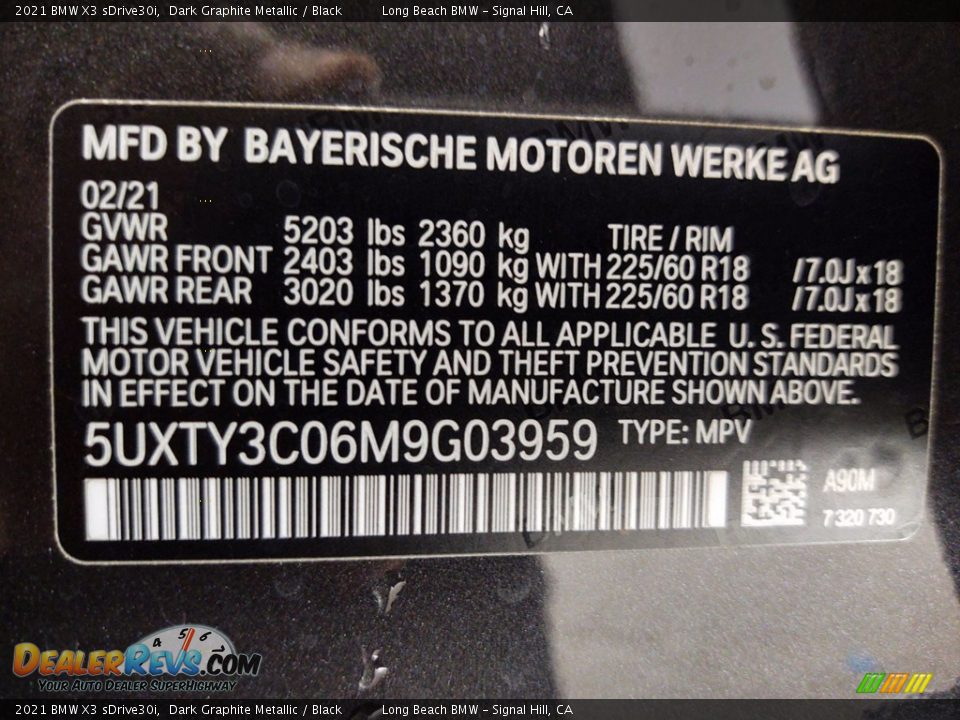 2021 BMW X3 sDrive30i, Dark Graphite Metallic / Black Long Beach BMW - Signal Hill, CA
MFD BY BAYERISCHE MOTOREN WERKE AG
02/21
GVWR 5203 lbs 2360 kg TIRE / RIM
GAWR FRONT 2403 lbs 1090 kg WITH 225/60 R18 /7.0J x 18
GAWR REAR 3020 lbs 1370 kg WITH 225/60 R18 /7.0J x 18
THIS VEHICLE CONFORMS TO ALL APPLICABLE U. S. FEDERAL
MOTOR VEHICLE SAFETY AND THEFT PREVENTION STANDARDS
IN EFFECT ON THE DATE OF MANUFACTURE SHOWN ABOVE.
5UXTY3C06M9G03959 TYPE: MPV
A90M
7 320 730
4 5 6
DEALERREVS.COM
YOUR AUTO DEALER SUPERHIGHWAY
2021 BMW X3 sDrive30i, Dark Graphite Metallic / Black Long Beach BMW - Signal Hill, CA